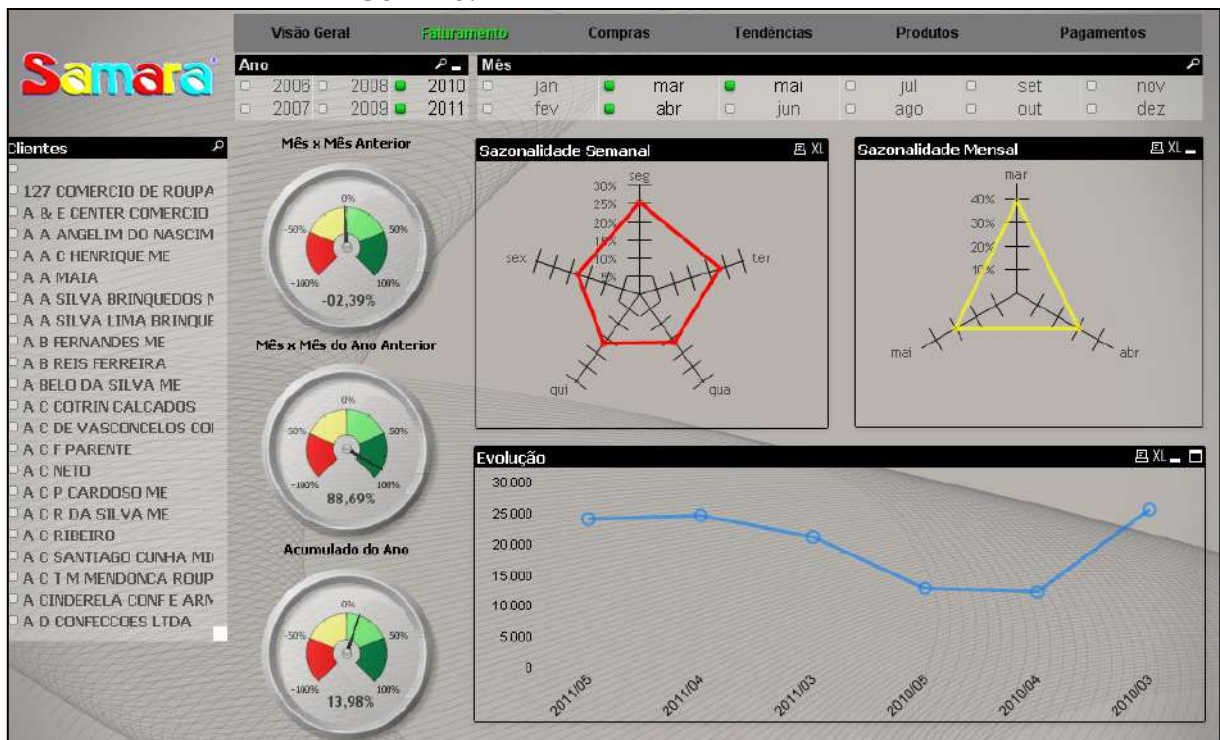 Samara
Visão Geral Faturamento Compras Tendências Produtos Pagamentos
Ano
2006 2008 2010
2007 2009 2011
Mês
jan mar mai jul set nov
fev abr jun ago out dez
Clientes
127 COMERCIO DE ROUPA
A & E CENTER COMERCIO
A A ANGELIM DO NASCIM
A A C HENRIQUE ME
A A MAIA
A A SILVA BRINQUEDOS
A A SILVA LIMA BRINQUE
A B FERNANDES ME
A B REIS FERREIRA
A BELO DA SILVA ME
A C COTRIN CALCADOS
A C DE VASCONCELOS
A C F PARENTE
A C NETO
A C P CARDOSO ME
A C R DA SILVA ME
A C RIBEIRO
A C SANTIAGO CUNHA
A C T M MENDONCA ROUP
A CINDERELA CONF E
A D CONFECCOES LTDA
Mês x Mês Anterior
0%
-50% 50%
-100% 100%
-02,39%
Mês x Mês do Ano Anterior
0%
-50% 50%
-100% 100%
88,69%
Acumulado do Ano
0%
-50% 50%
-100% 100%
13,98%
Sazonalidade Semanal XL
seg
30%
25%
20%
15%
10%
5%
sex ter
qui qua
Sazonalidade Mensal XL
mar
40%
30%
20%
10%
mai abr
Evolução XL
30 000
25 000
20 000
15 000
10 000
5 000
0
2011/05 2011/04 2011/03 2010/05 2010/04 2010/03